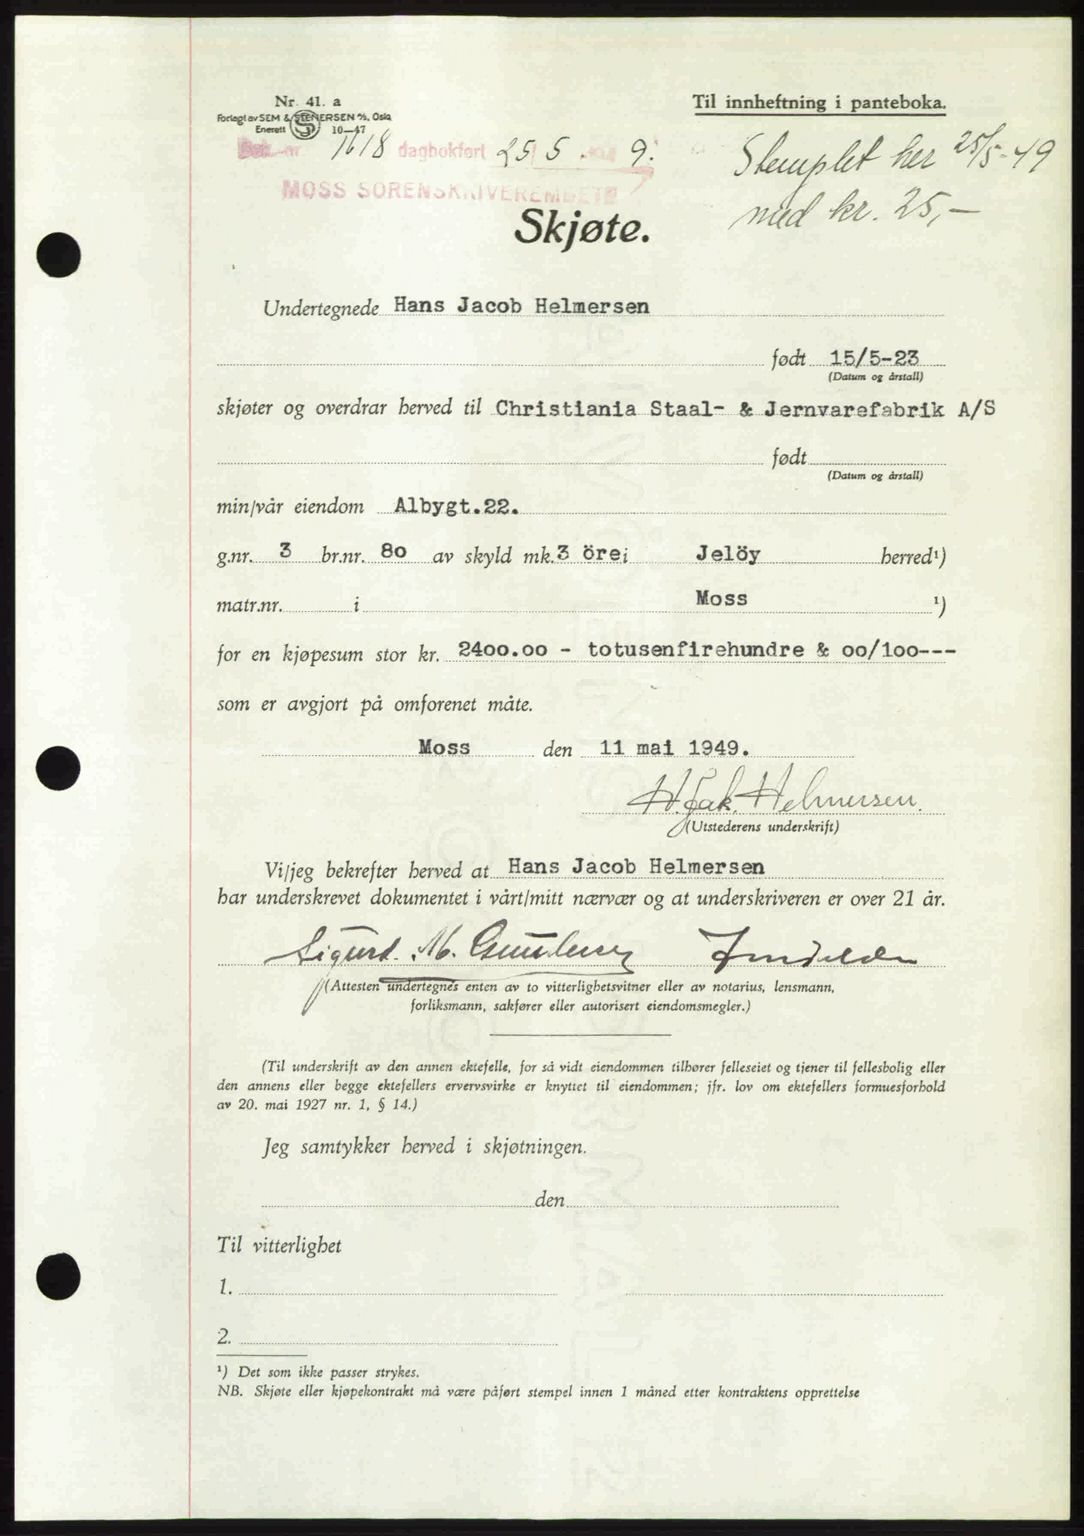 Nr. 41. a
Forlagt av SEM & STENERSEN A/S, Oslo
Enerett 10-47
Til innheftning i panteboka.
dagbokført 25/5 9.
Stemplet her 25/5-49
MOSS SORENSKRIVEREMBETE
med kr. 25,-
Skjøte.
Undertegnede Hans Jacob Helmersen
født 15/5-23
(Datum og årstall)
skjøter og overdrar herved til Christiania Staal- & Jernvarefabrik A/S
født
(Datum og årstall)
min/vår eiendom Albygt.22.
g.nr. 3 br.nr. 80 av skyld mk. 3 öre i Jelöy herred¹)
matr.nr. i Moss ¹)
for en kjøpesum stor kr. 2400.00 - totusenfirehundre & 00/100---
som er avgjort på omforenet måte.
Moss den 11 mai 1949.
H. Jak. Helmersen.
(Utstederens underskrift)
Vi/jeg bekrefter herved at Hans Jacob Helmersen
har underskrevet dokumentet i vårt/mitt nærvær og at underskriveren er over 21 år.
Sigurd M.
(Attesten undertegnes enten av to vitterlighetsvitner eller av notarius, lensmann,
forliksmann, sakfører eller autorisert eiendomsmegler.)
(Til underskrift av den annen ektefelle, for så vidt eiendommen tilhører felleseiet og tjener til fellesbolig eller
den annens eller begge ektefellers ervervsvirke er knyttet til eiendommen; jfr. lov om ektefellers formuesforhold
av 20. mai 1927 nr. 1, § 14.)
Jeg samtykker herved i skjøtningen.
den
Til vitterlighet
1.
2.
¹) Det som ikke passer strykes.
NB. Skjøte eller kjøpekontrakt må være påført stempel innen 1 måned etter kontraktens opprettelse